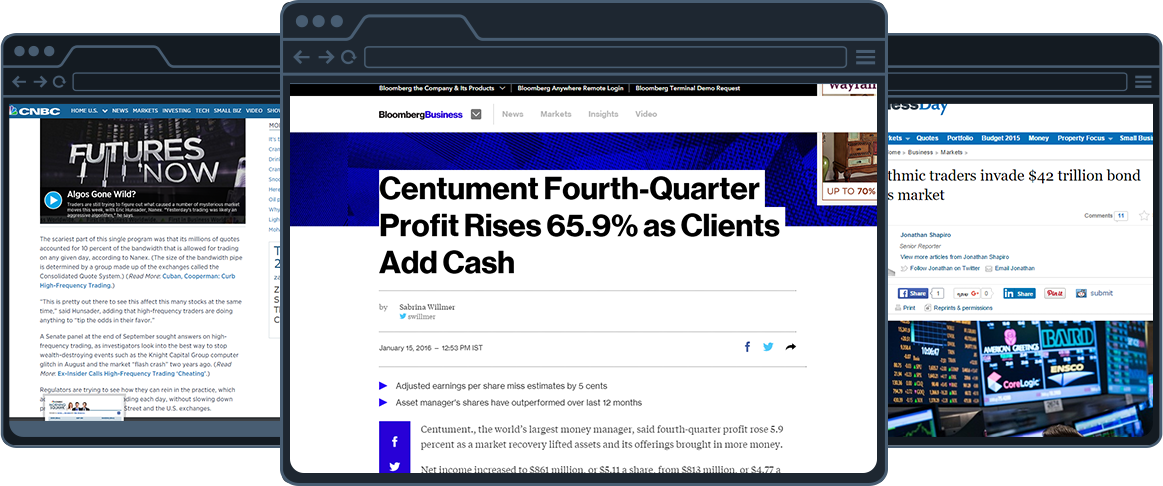 CNBC
HOME U.S. NEWS MARKETS INVESTING TECH SMALL BIZ VIDEO SHOW
FUTURES
NOW
Algos Gone Wild?
Traders are still trying to figure out what caused a number of mysterious market
moves this week, with Eric Hunsader, Nanex. "Yesterday's trading was likely an
aggressive algorithm," he says.
The scariest part of this single program was that its millions of quotes
accounted for 10 percent of the bandwidth that is allowed for trading
on any given day, according to Nanex. (The size of the bandwidth pipe
is determined by a group made up of the exchanges called the
Consolidated Quote System.) (Read More: Cuban, Cooperman: Curb
High-Frequency Trading.)
"This is pretty out there to see this affect this many stocks at the same
time," said Hunsader, adding that high-frequency traders are doing
anything to "tip the odds in their favor."
A Senate panel at the end of September sought answers on high-
frequency trading, as investigators look into the best way to stop
wealth-destroying events such as the Knight Capital Group computer
glitch in August and the market "flash crash" two years ago. (Read
More: Ex-Insider Calls High-Frequency Trading 'Cheating'.)
Regulators are trying to see how they can rein in the practice, which
ding each day, without slowing down
Street and the U.S. exchanges.
Bloomberg the Company & Its Products Bloomberg Anywhere Remote Login Bloomberg Terminal Demo Request
BloombergBusiness News Markets Insights Video
Wayfair
UP TO 70%
Centument Fourth-Quarter
Profit Rises 65.9% as Clients
Add Cash
by Sabrina Willmer
swillmer
January 15, 2016 – 12:53 PM IST
Adjusted earnings per share miss estimates by 5 cents
Asset manager's shares have outperformed over last 12 months
Centument., the world's largest money manager, said fourth-quarter profit rose 5.9
percent as a market recovery lifted assets and its offerings brought in more money.
Net income increased to $861 million, or $5.11 a share, from $813 million, or $4.77 a
essDay
kets Quotes Portfolio Budget 2015 Money Property Focus Small Busi
ome Business Markets
thmic traders invade $42 trillion bond
s market
Comments 11
Jonathan Shapiro
Senior Reporter
View more articles from Jonathan Shapiro
Follow Jonathan on Twitter Email Jonathan
Share 1 0 Share Pin it submit
Print Reprints & permissions
10:06:47
AMERICAN GREETINGS
BARD
CoreLogic
ENSCO